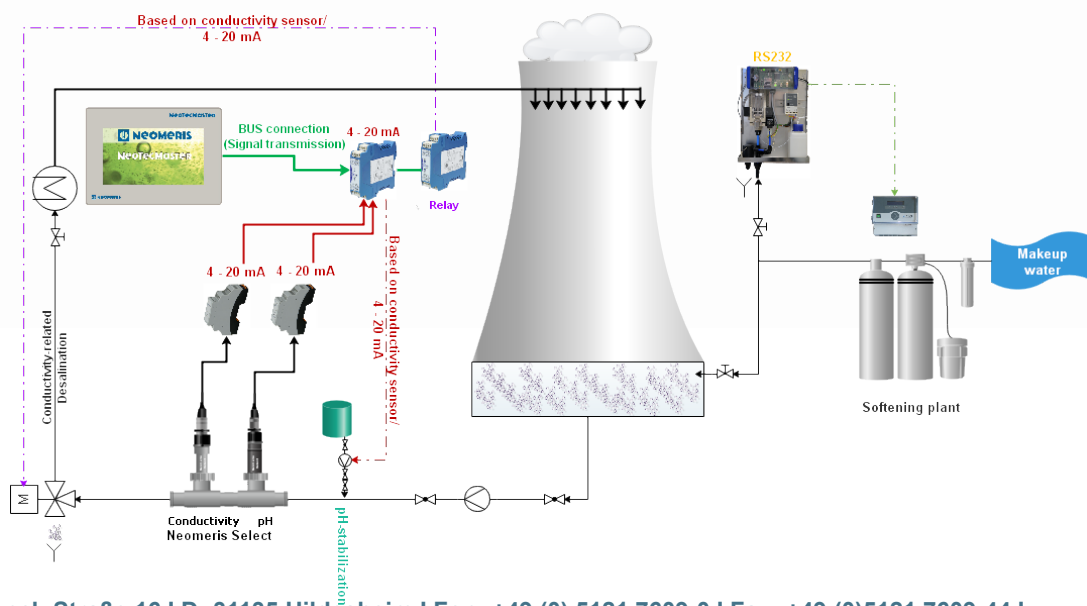 Based on conductivity sensor/
4 - 20 mA
RS232
NEOMERIS
NEOTECMASTER
NEOMERIS
BUS connection
(Signal transmission)
4 - 20 mA
Relay
4 - 20 mA
4 - 20 mA
Based on conductivity sensor/
4 - 20 mA
Makeup
water
Conductivity-related
Desalination
Softening plant
M
Conductivity pH
Neomeris Select
pH-stabilization